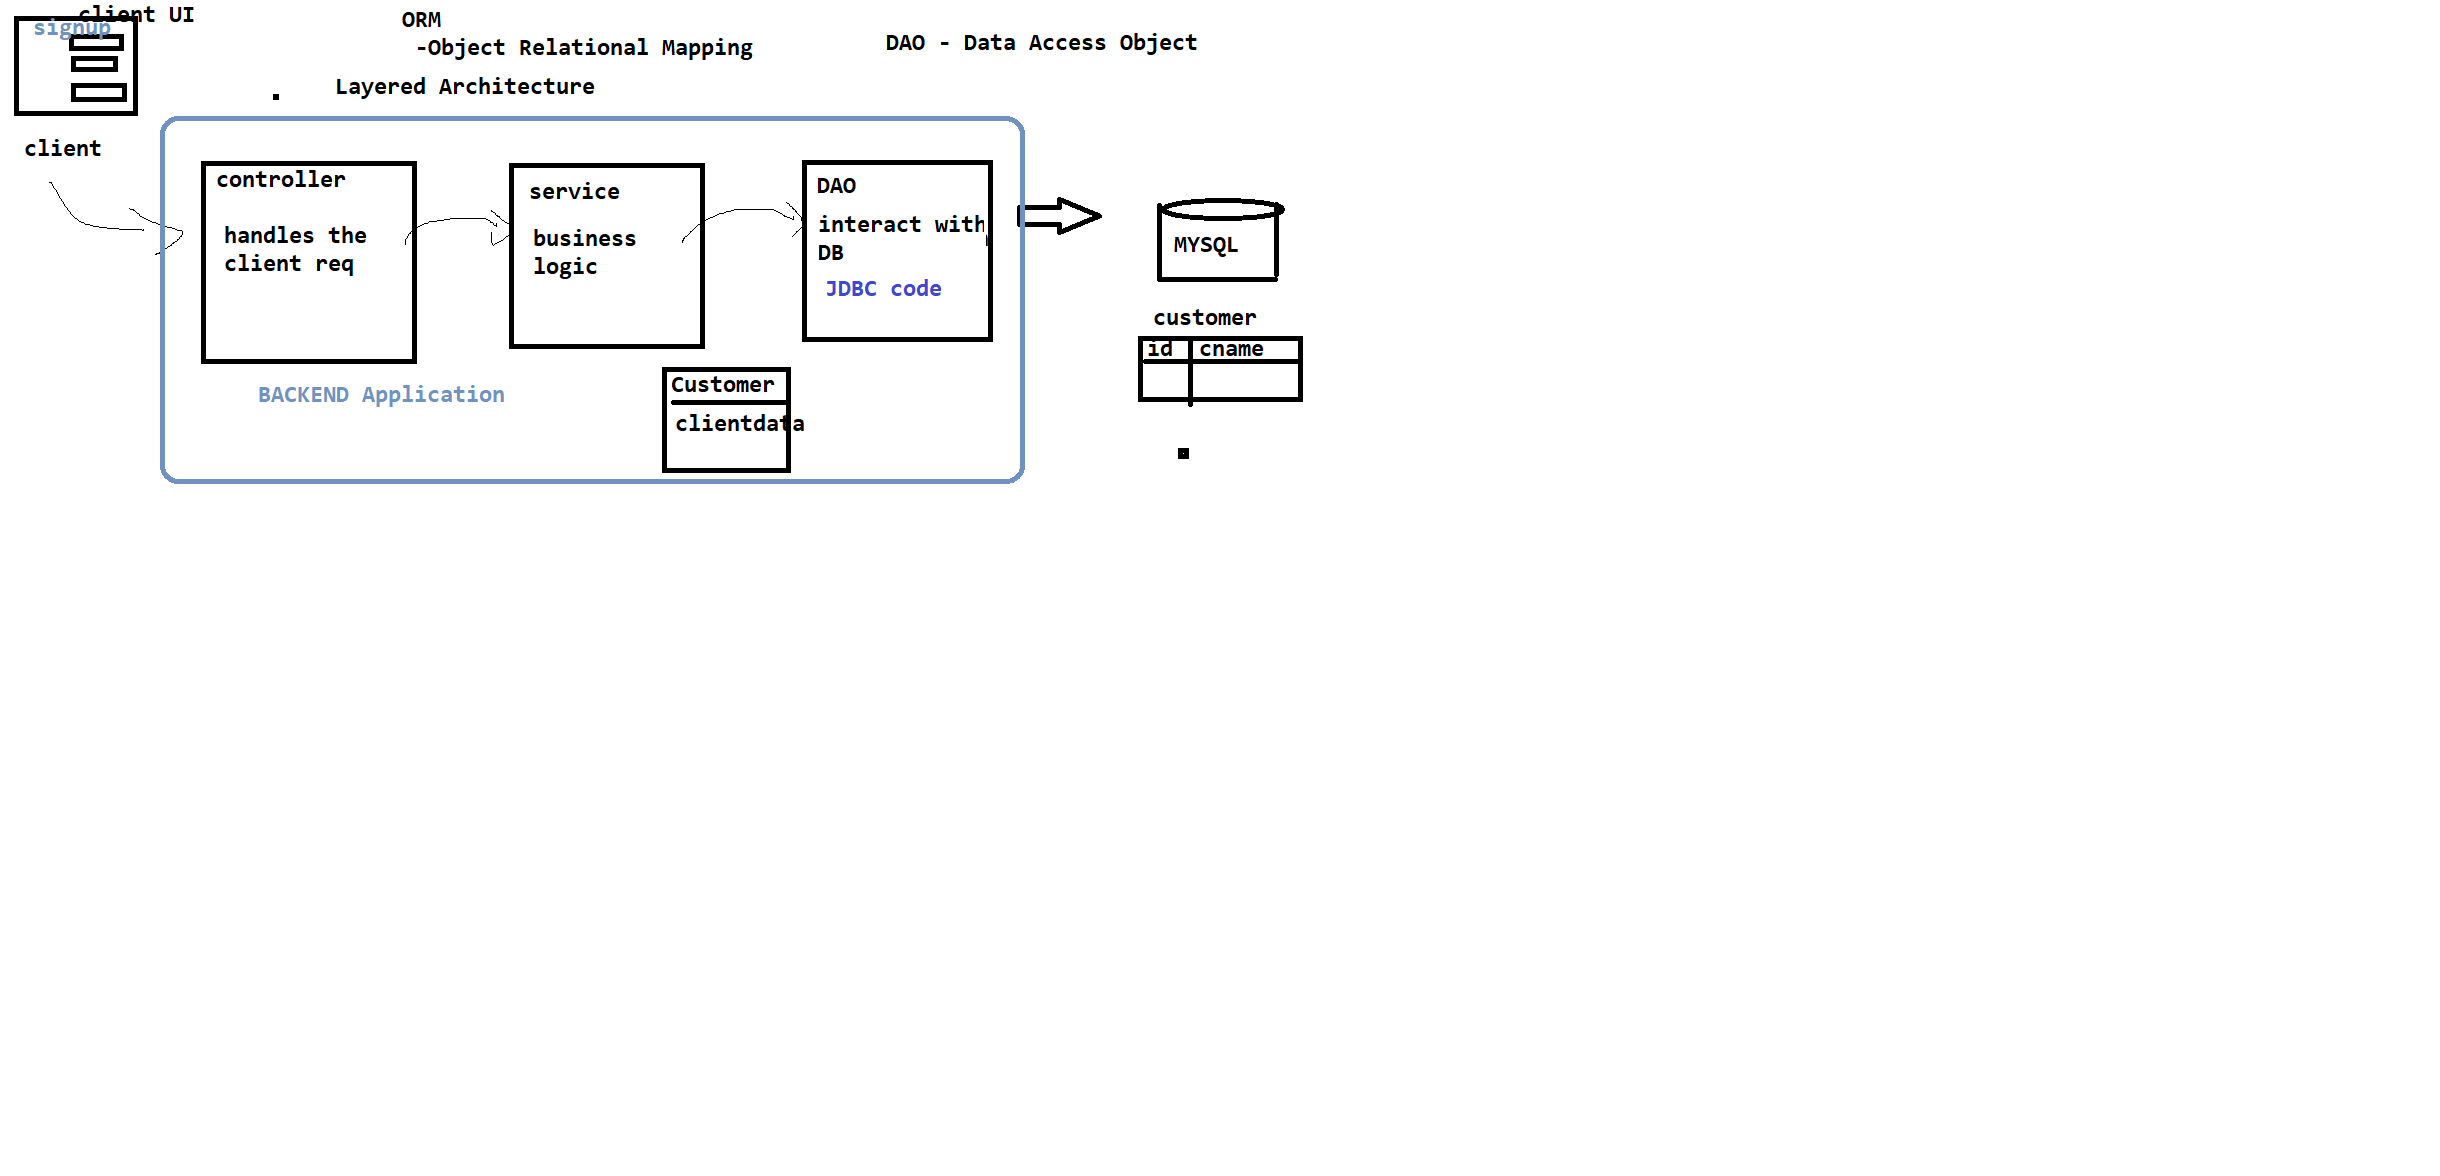 client UI
signup
client
ORM
-Object Relational Mapping
DAO - Data Access Object
Layered Architecture
controller
handles the
client req
service
business
logic
DAO
interact with
DB
JDBC code
BACKEND Application
Customer
clientdata
MYSQL
customer
id cname